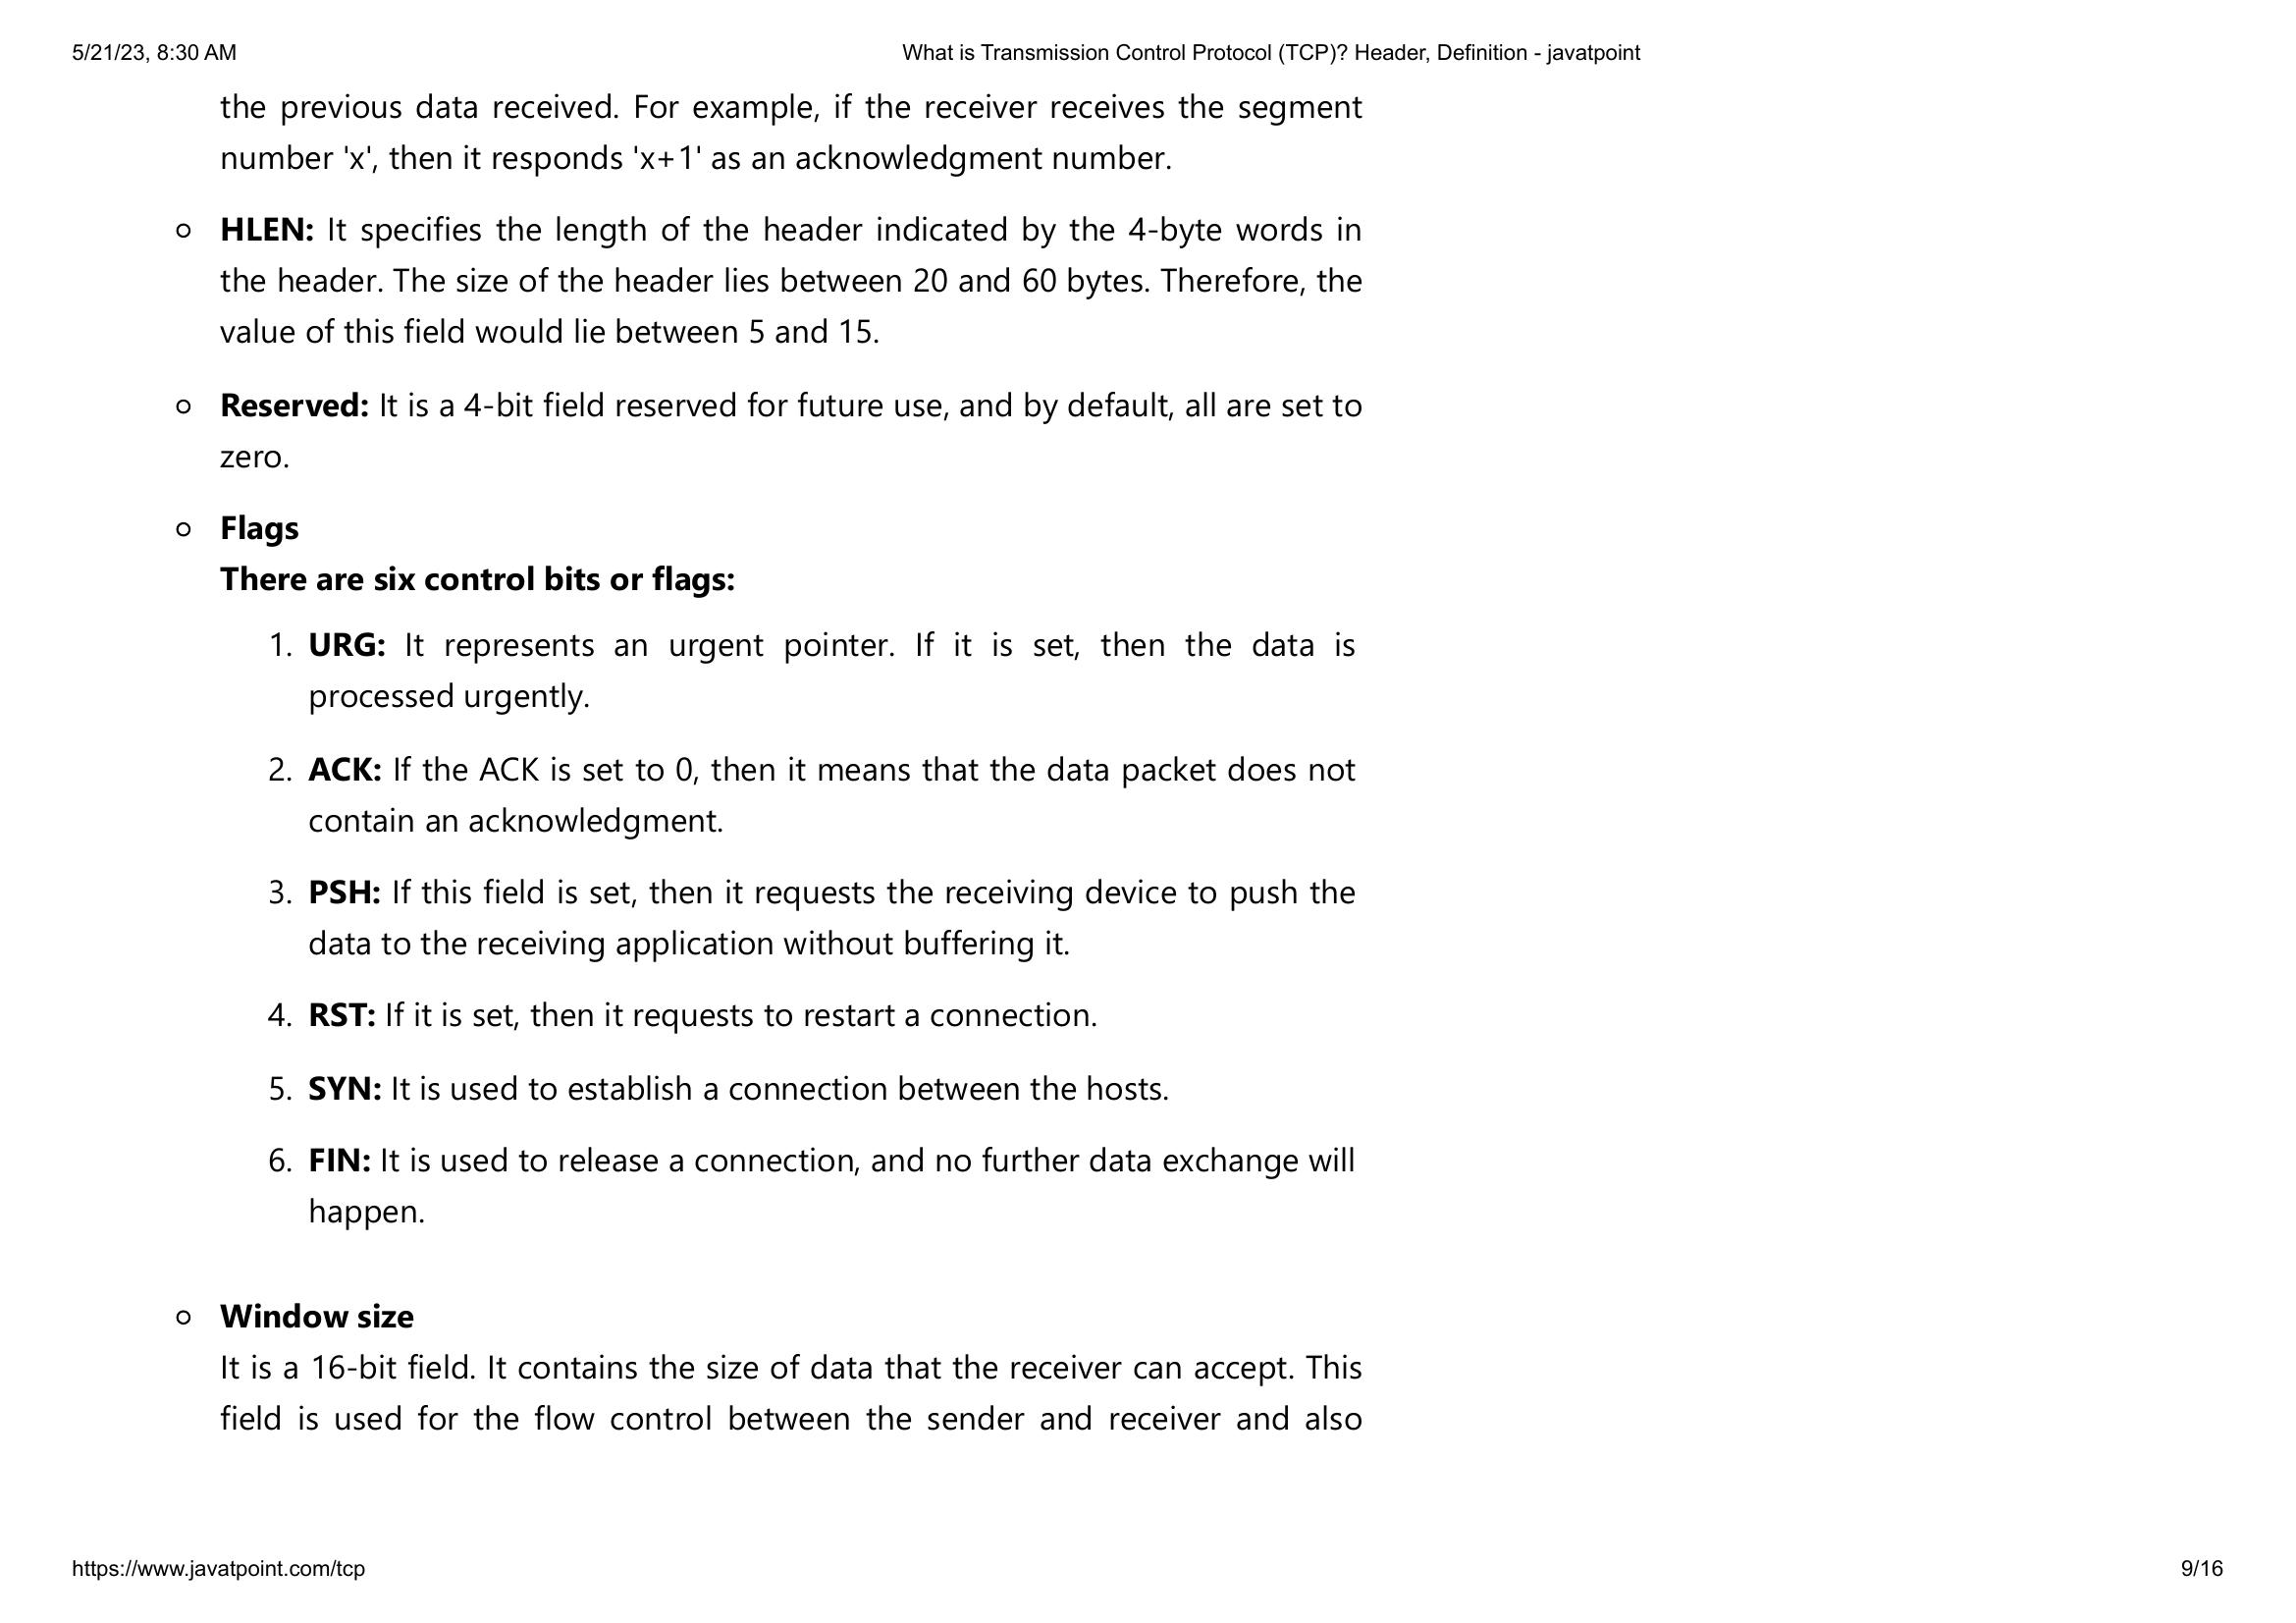 5/21/23, 8:30 AM
What is Transmission Control Protocol (TCP)? Header, Definition - javatpoint
the previous data received. For example, if the receiver receives the segment
number 'x', then it responds 'x+1' as an acknowledgment number.
HLEN: It specifies the length of the header indicated by the 4-byte words in
the header. The size of the header lies between 20 and 60 bytes. Therefore, the
value of this field would lie between 5 and 15.
Reserved: It is a 4-bit field reserved for future use, and by default, all are set to
zero.
Flags
There are six control bits or flags:
1. URG: It represents an urgent pointer. If it is set, then the data is
processed urgently.
2. ACK: If the ACK is set to 0, then it means that the data packet does not
contain an acknowledgment.
3. PSH: If this field is set, then it requests the receiving device to push the
data to the receiving application without buffering it.
4. RST: If it is set, then it requests to restart a connection.
5. SYN: It is used to establish a connection between the hosts.
6. FIN: It is used to release a connection, and no further data exchange will
happen.
Window size
It is a 16-bit field. It contains the size of data that the receiver can accept. This
field is used for the flow control between the sender and receiver and also
https://www.javatpoint.com/tcp
9/16